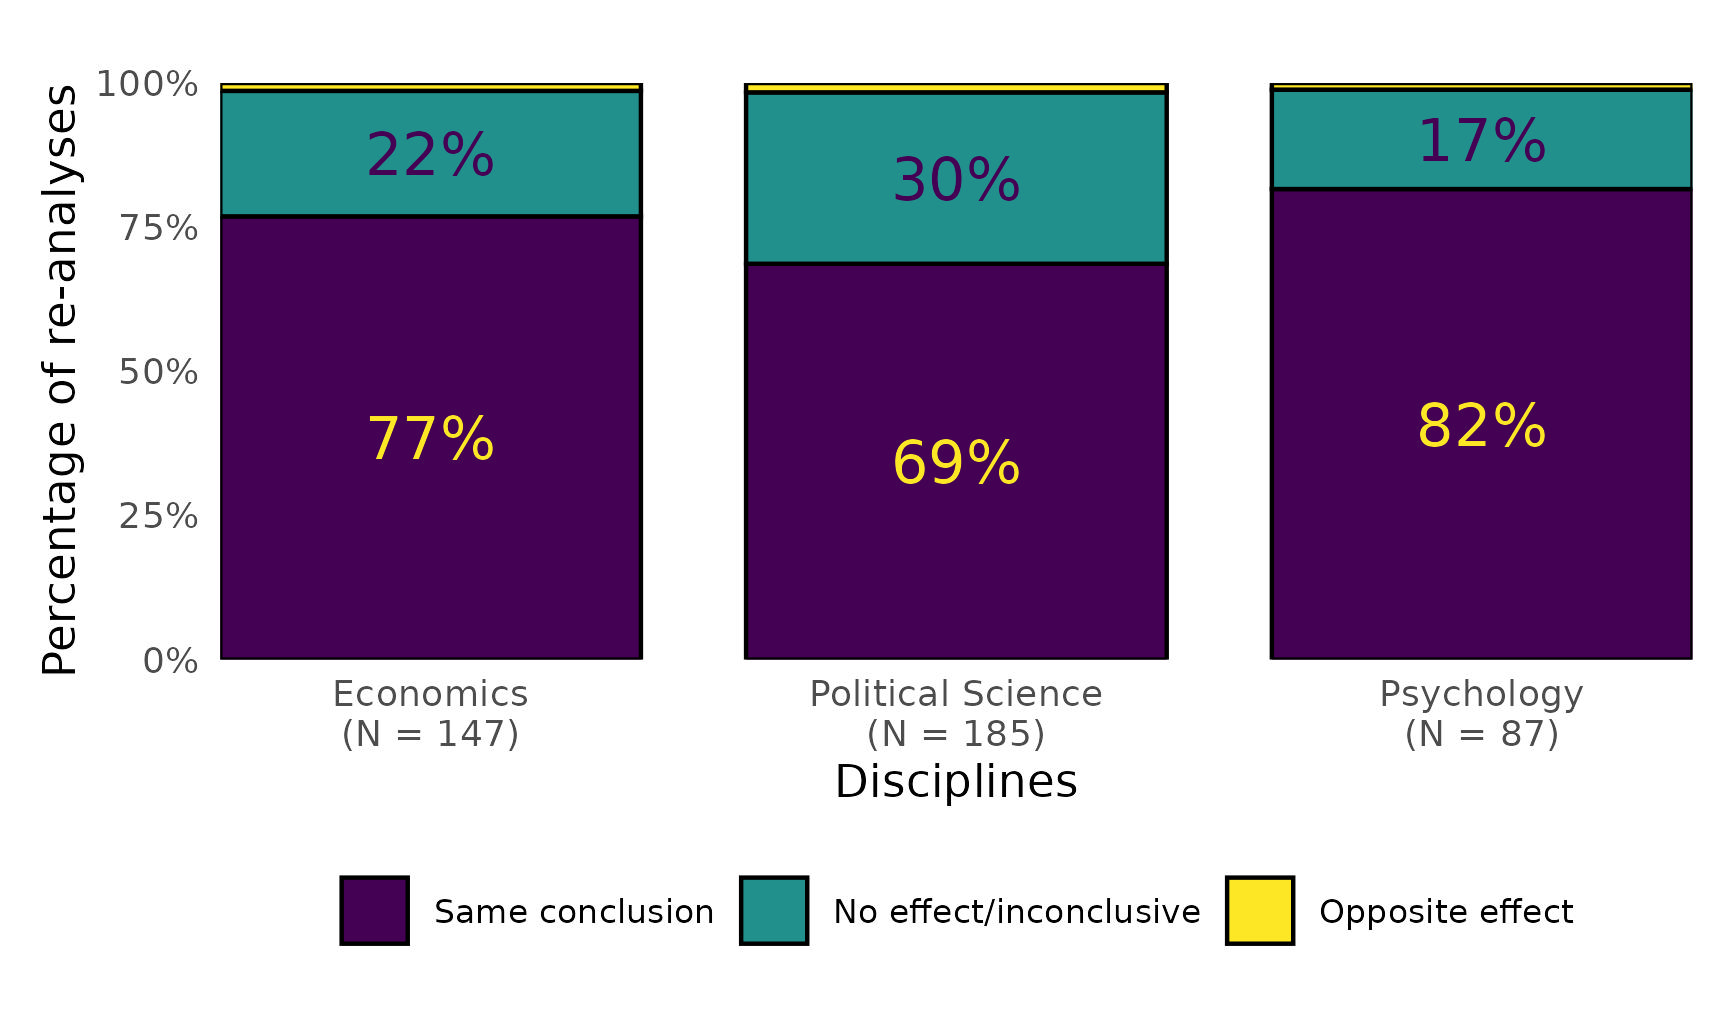 Percentage of re-analyses
100%
75%
50%
25%
0%
22%
77%
30%
69%
17%
82%
Economics
(N = 147)
Political Science
(N = 185)
Psychology
(N = 87)
Disciplines
Same conclusion
No effect/inconclusive
Opposite effect